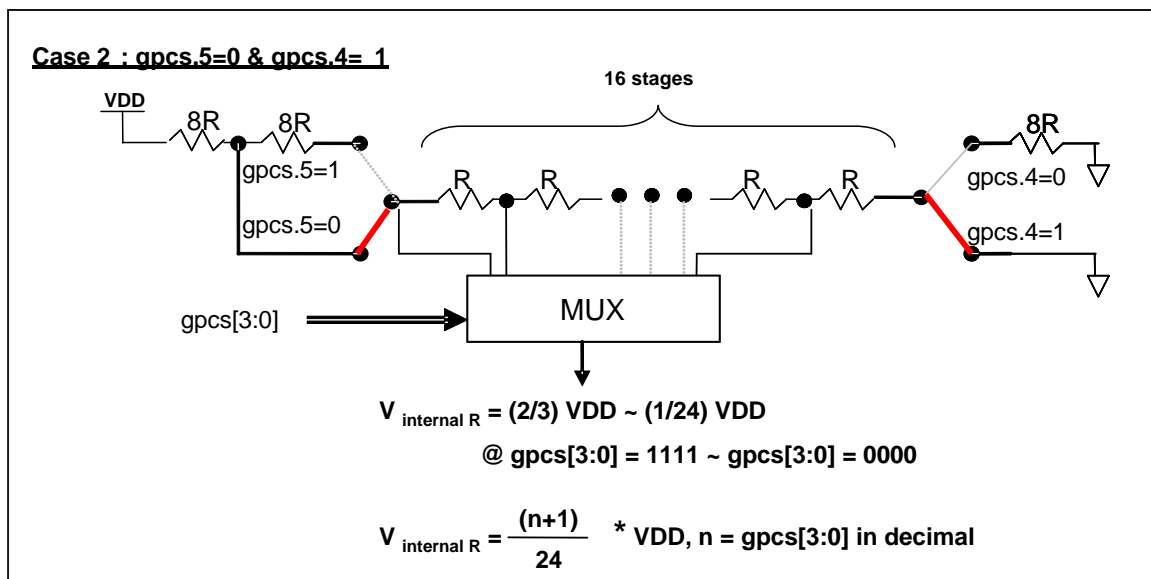 Case 2 : gpcs.5=0 & gpcs.4= 1
16 stages
VDD
8R
8R
8R
gpcs.5=1
gpcs.4=0
R
R
R
R
gpcs.5=0
gpcs.4=1
gpcs[3:0]
MUX
V internal R = (2/3) VDD ~ (1/24) VDD
@ gpcs[3:0] = 1111 ~ gpcs[3:0] = 0000
V internal R = (n+1) / 24 * VDD, n = gpcs[3:0] in decimal